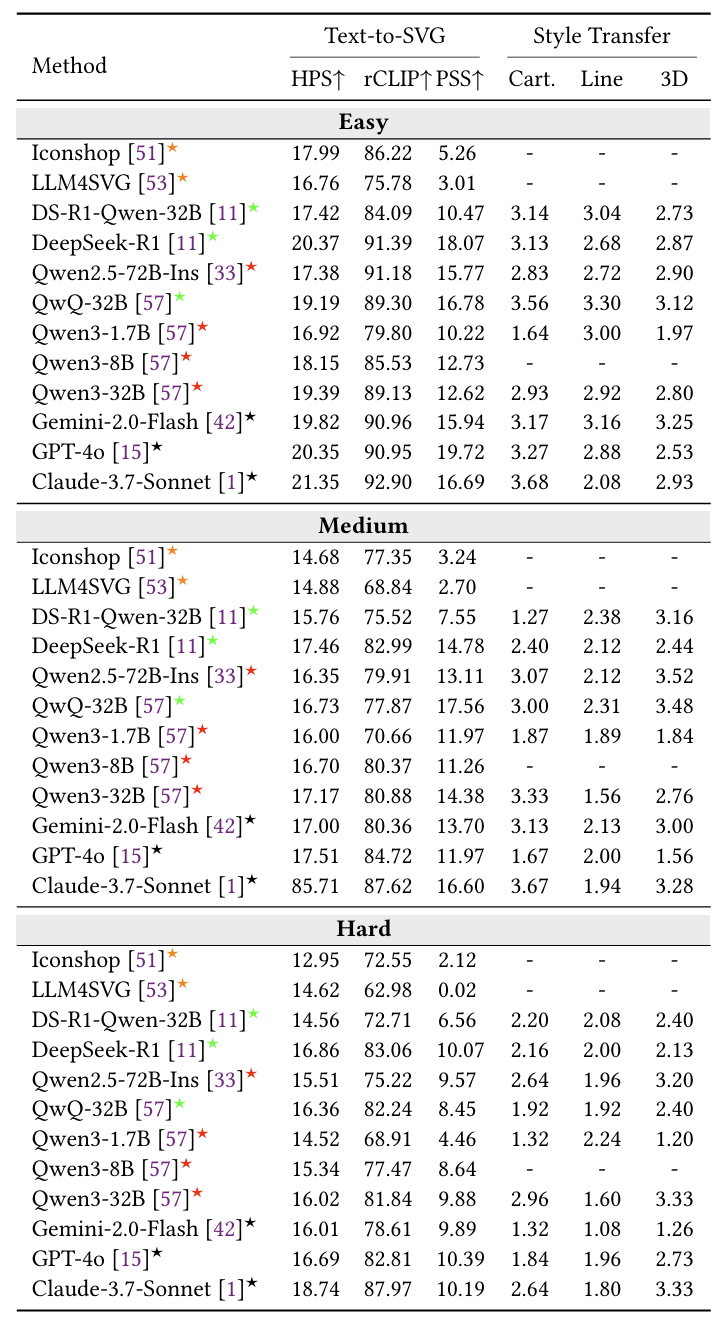 Method Text-to-SVG Style Transfer
HPS↑ rCLIP↑ PSS↑ Cart. Line 3D
Easy
Iconshop [51]★ 17.99 86.22 5.26 - - -
LLM4SVG [53]★ 16.76 75.78 3.01 - - -
DS-R1-Qwen-32B [11]★ 17.42 84.09 10.47 3.14 3.04 2.73
DeepSeek-R1 [11]★ 20.37 91.39 18.07 3.13 2.68 2.87
Qwen2.5-72B-Ins [33]★ 17.38 91.18 15.77 2.83 2.72 2.90
QwQ-32B [57]★ 19.19 89.30 16.78 3.56 3.30 3.12
Qwen3-1.7B [57]★ 16.92 79.80 10.22 1.64 3.00 1.97
Qwen3-8B [57]★ 18.15 85.53 12.73 - - -
Qwen3-32B [57]★ 19.39 89.13 12.62 2.93 2.92 2.80
Gemini-2.0-Flash [42]★ 19.82 90.96 15.94 3.17 3.16 3.25
GPT-4o [15]★ 20.35 90.95 19.72 3.27 2.88 2.53
Claude-3.7-Sonnet [1]★ 21.35 92.90 16.69 3.68 2.08 2.93
Medium
Iconshop [51]★ 14.68 77.35 3.24 - - -
LLM4SVG [53]★ 14.88 68.84 2.70 - - -
DS-R1-Qwen-32B [11]★ 15.76 75.52 7.55 1.27 2.38 3.16
DeepSeek-R1 [11]★ 17.46 82.99 14.78 2.40 2.12 2.44
Qwen2.5-72B-Ins [33]★ 16.35 79.91 13.11 3.07 2.12 3.52
QwQ-32B [57]★ 16.73 77.87 17.56 3.00 2.31 3.48
Qwen3-1.7B [57]★ 16.00 70.66 11.97 1.87 1.89 1.84
Qwen3-8B [57]★ 16.70 80.37 11.26 - - -
Qwen3-32B [57]★ 17.17 80.88 14.38 3.33 1.56 2.76
Gemini-2.0-Flash [42]★ 17.00 80.36 13.70 3.13 2.13 3.00
GPT-4o [15]★ 17.51 84.72 11.97 1.67 2.00 1.56
Claude-3.7-Sonnet [1]★ 85.71 87.62 16.60 3.67 1.94 3.28
Hard
Iconshop [51]★ 12.95 72.55 2.12 - - -
LLM4SVG [53]★ 14.62 62.98 0.02 - - -
DS-R1-Qwen-32B [11]★ 14.56 72.71 6.56 2.20 2.08 2.40
DeepSeek-R1 [11]★ 16.86 83.06 10.07 2.16 2.00 2.13
Qwen2.5-72B-Ins [33]★ 15.51 75.22 9.57 2.64 1.96 3.20
QwQ-32B [57]★ 16.36 82.24 8.45 1.92 1.92 2.40
Qwen3-1.7B [57]★ 14.52 68.91 4.46 1.32 2.24 1.20
Qwen3-8B [57]★ 15.34 77.47 8.64 - - -
Qwen3-32B [57]★ 16.02 81.84 9.88 2.96 1.60 3.33
Gemini-2.0-Flash [42]★ 16.01 78.61 9.89 1.32 1.08 1.26
GPT-4o [15]★ 16.69 82.81 10.39 1.84 1.96 2.73
Claude-3.7-Sonnet [1]★ 18.74 87.97 10.19 2.64 1.80 3.33